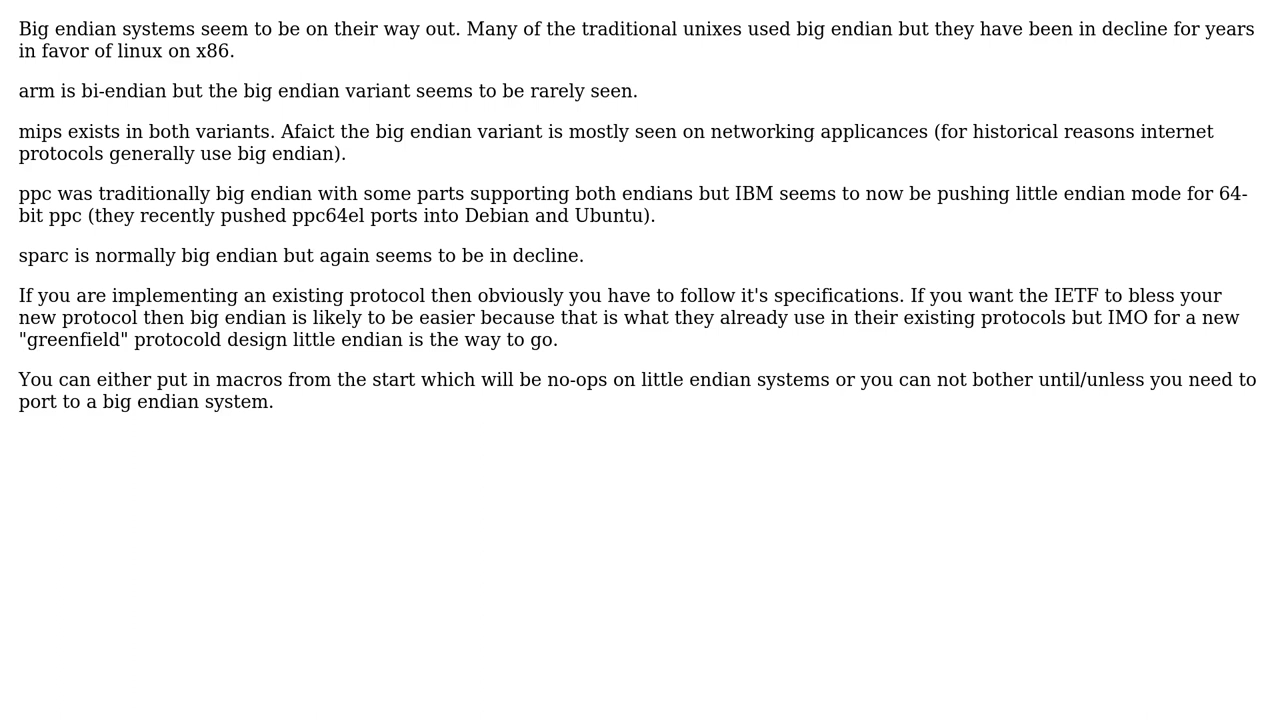 Big endian systems seem to be on their way out. Many of the traditional unixes used big endian but they have been in decline for years
in favor of linux on x86.
arm is bi-endian but the big endian variant seems to be rarely seen.
mips exists in both variants. Afaict the big endian variant is mostly seen on networking applicances (for historical reasons internet
protocols generally use big endian).
ppc was traditionally big endian with some parts supporting both endians but IBM seems to now be pushing little endian mode for 64-
bit ppc (they recently pushed ppc64el ports into Debian and Ubuntu).
sparc is normally big endian but again seems to be in decline.
If you are implementing an existing protocol then obviously you have to follow it's specifications. If you want the IETF to bless your
new protocol then big endian is likely to be easier because that is what they already use in their existing protocols but IMO for a new
"greenfield" protocold design little endian is the way to go.
You can either put in macros from the start which will be no-ops on little endian systems or you can not bother until/unless you need to
port to a big endian system.